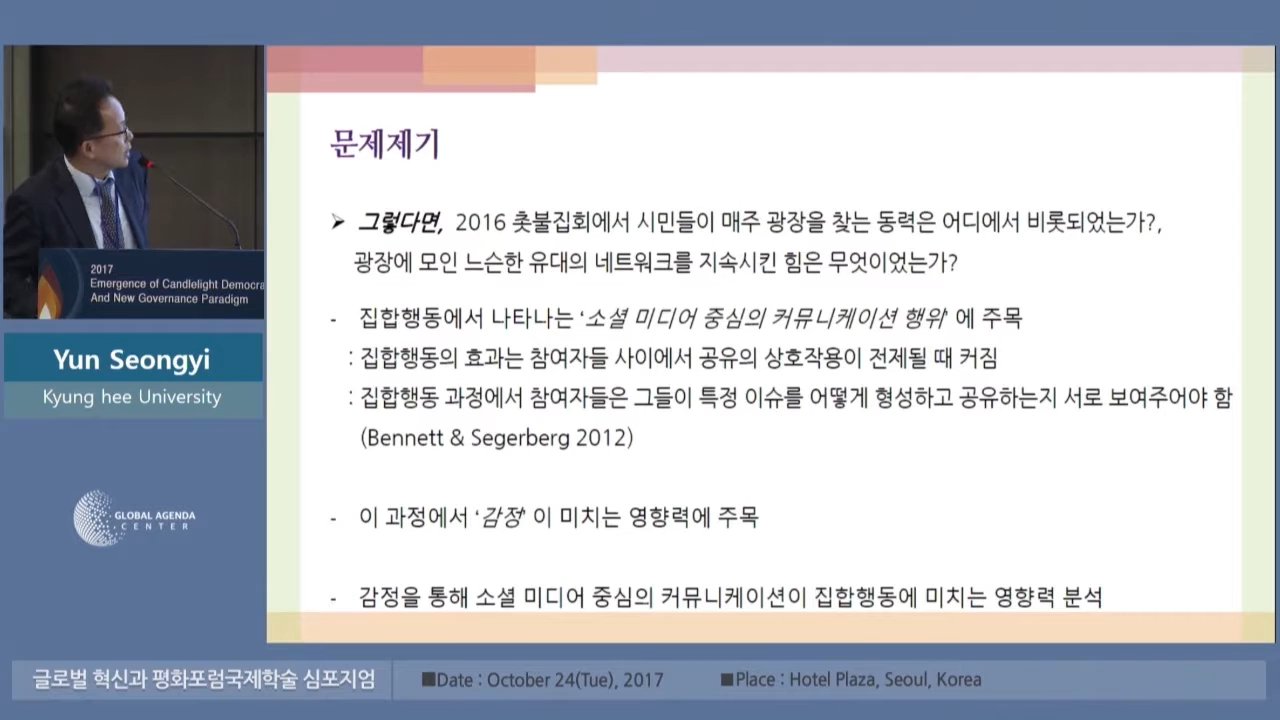 문제제기
➢ 그렇다면, 2016 촛불집회에서 시민들이 매주 광장을 찾는 동력은 어디에서 비롯되었는가?,
광장에 모인 느슨한 유대의 네트워크를 지속시킨 힘은 무엇이었는가?
- 집합행동에서 나타나는 ‘소셜 미디어 중심의 커뮤니케이션 행위’ 에 주목
: 집합행동의 효과는 참여자들 사이에서 공유의 상호작용이 전제될 때 커짐
: 집합행동 과정에서 참여자들은 그들이 특정 이슈를 어떻게 형성하고 공유하는지 서로 보여주어야 함
(Bennett & Segerberg 2012)
- 이 과정에서 ‘감정’ 이 미치는 영향력에 주목
- 감정을 통해 소셜 미디어 중심의 커뮤니케이션이 집합행동에 미치는 영향력 분석
2017
Emergence of Candlelight Democra
And New Governance Paradigm
Yun Seongyi
Kyung hee University
GLOBAL AGENDA
CENTER
글로벌 혁신과 평화포럼국제학술 심포지엄
■Date : October 24(Tue), 2017
■Place : Hotel Plaza, Seoul, Korea